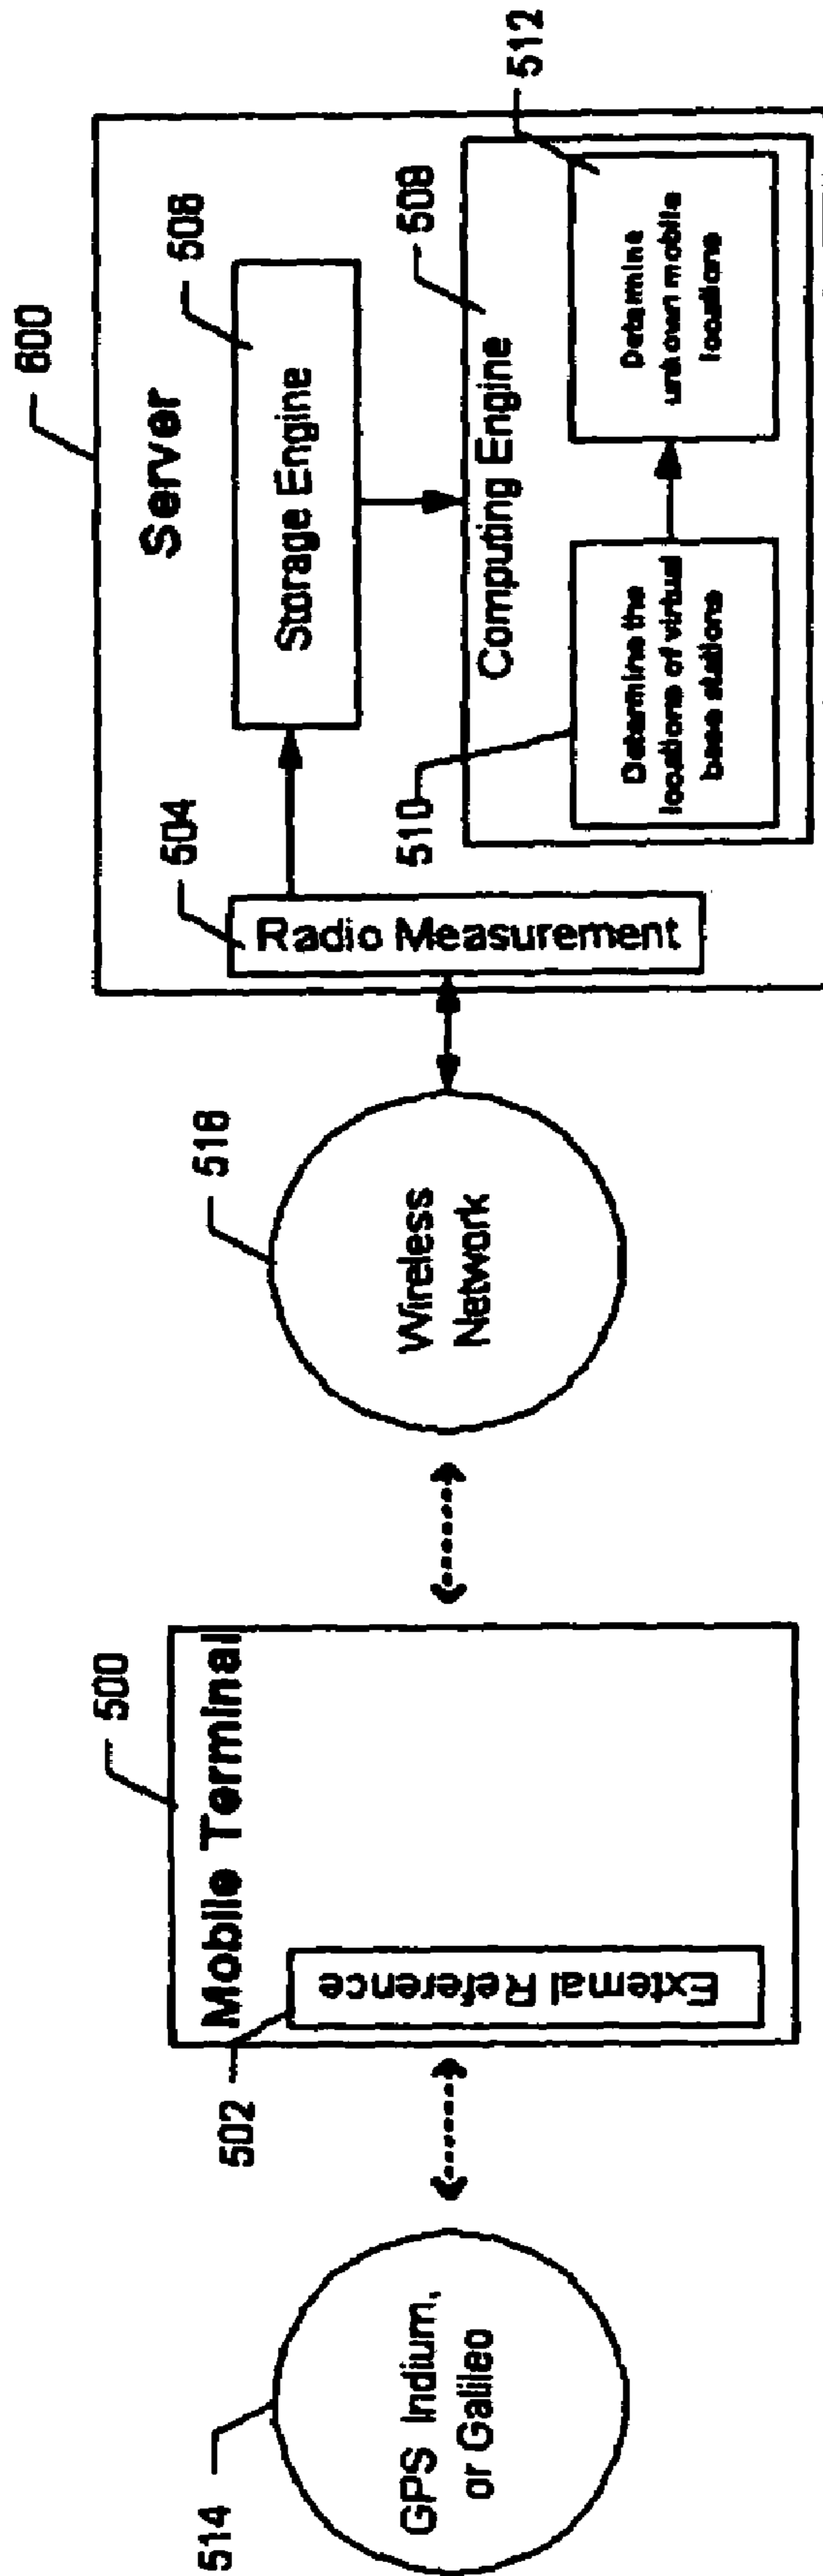 514
GPS Indium,
or Galileo
500
Mobile Terminal
502
External Reference
516
Wireless
Network
600
Server
504
Radio Measurement
506
Storage Engine
508
Computing Engine
510
Determine the
locations of virtual
base stations
512
Determine
unknown mobile
locations